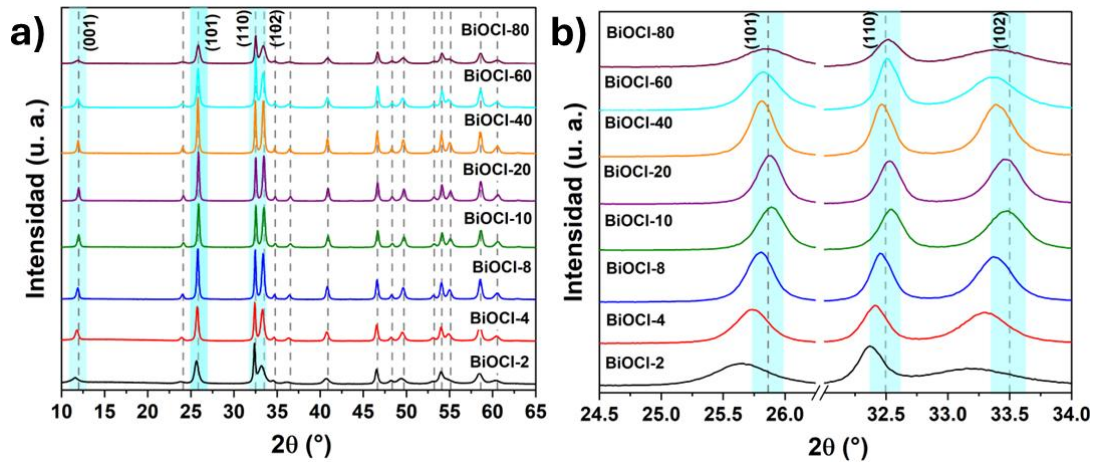 a)
(001)
(101)
(110)
(102)
BiOCl-80
BiOCl-60
BiOCl-40
BiOCl-20
BiOCl-10
BiOCl-8
BiOCl-4
BiOCl-2
Intensidad (u. a.)
10 15 20 25 30 35 40 45 50 55 60 65
2θ (°)
b)
(101)
(110)
(102)
BiOCl-80
BiOCl-60
BiOCl-40
BiOCl-20
BiOCl-10
BiOCl-8
BiOCl-4
BiOCl-2
Intensidad (u. a.)
24.5 25.0 25.5 26.0 32.5 33.0 33.5 34.0
2θ (°)